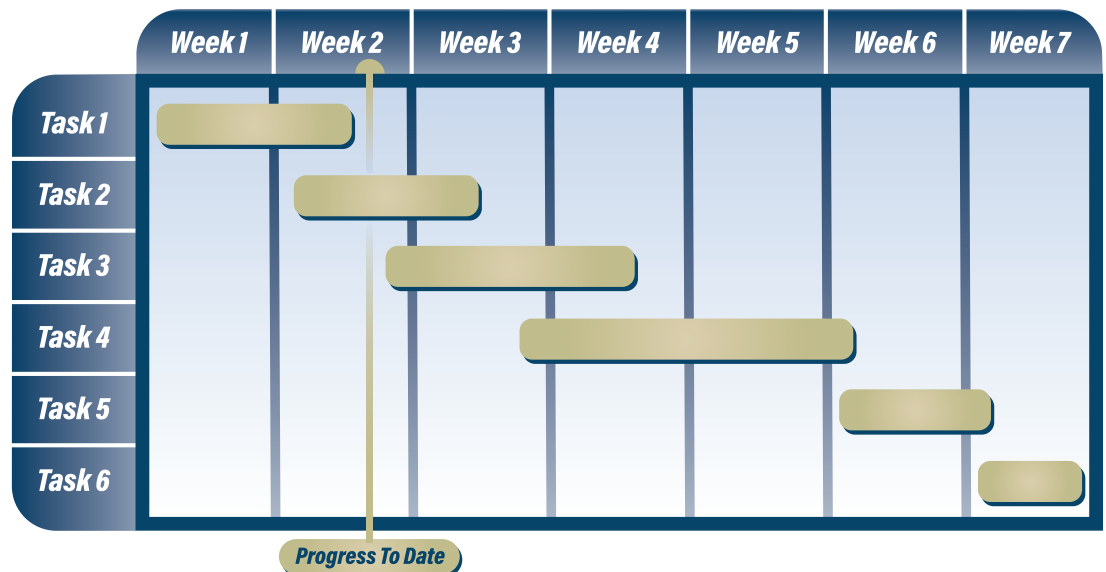 Week 1 Week 2 Week 3 Week 4 Week 5 Week 6 Week 7
Task 1
Task 2
Task 3
Task 4
Task 5
Task 6
Progress To Date